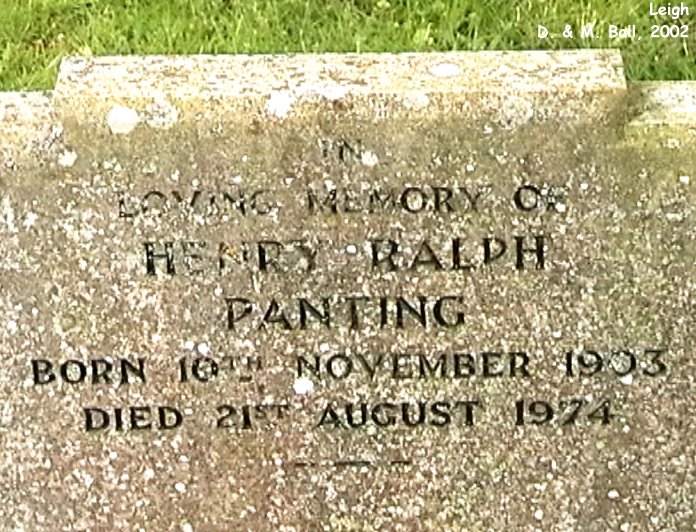 Leigh
D. & M. Ball, 2002
IN
LOVING MEMORY OF
HENRY RALPH
PANTING
BORN 10TH NOVEMBER 1903
DIED 21ST AUGUST 1974